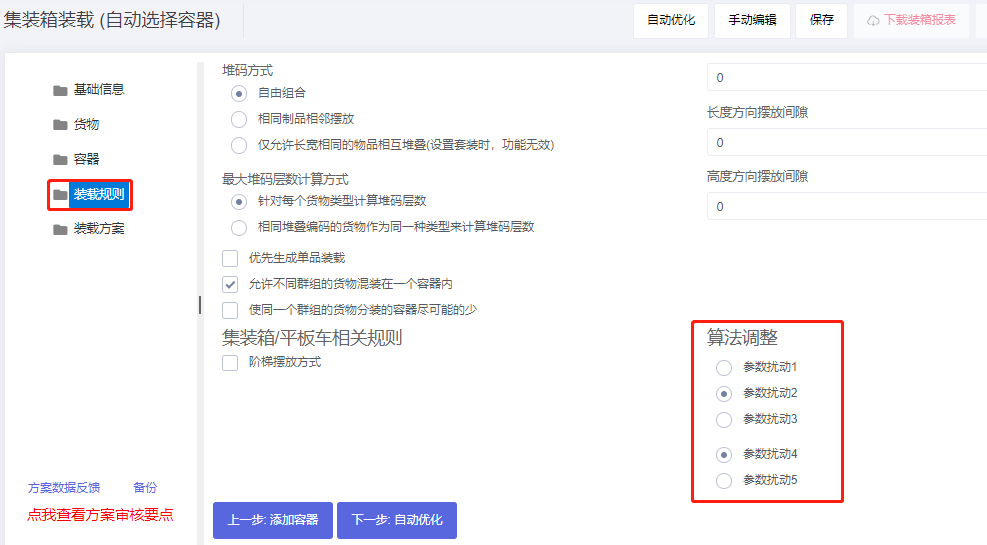 集装箱装载 (自动选择容器)
自动优化
手动编辑
保存
下载装箱报表
基础信息
货物
容器
装载规则
装载方案
方案数据反馈
备份
点我查看方案审核要点
堆码方式
自由组合
相同制品相邻摆放
仅允许长宽相同的物品相互堆叠(设置套装时，功能无效)
最大堆码层数计算方式
针对每个货物类型计算堆码层数
相同堆叠编码的货物作为同一种类型来计算堆码层数
优先生成单品装载
允许不同群组的货物混装在一个容器内
使同一个群组的货物分装的容器尽可能的少
集装箱/平板车相关规则
阶梯摆放方式
0
长度方向摆放间隙
0
高度方向摆放间隙
0
算法调整
参数扰动1
参数扰动2
参数扰动3
参数扰动4
参数扰动5
上一步: 添加容器
下一步: 自动优化